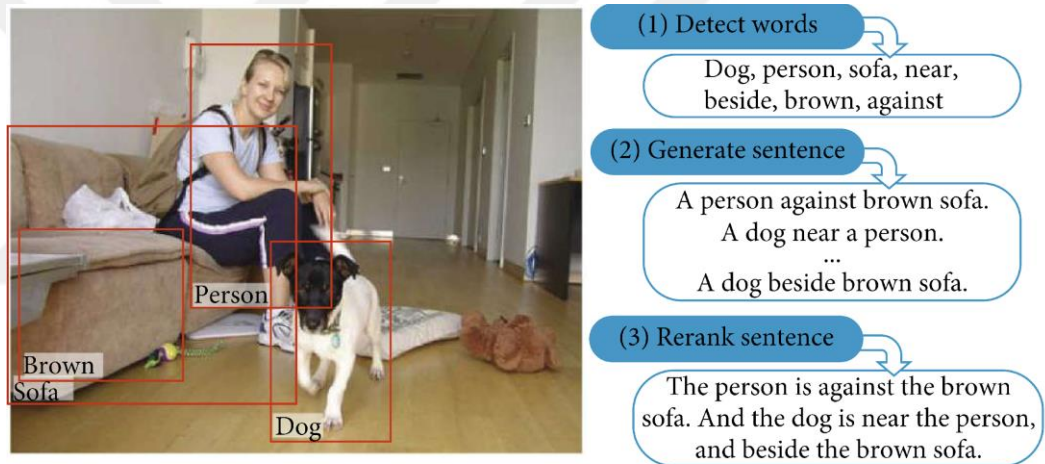 Person
Brown
Sofa
Dog
(1) Detect words
Dog, person, sofa, near,
beside, brown, against
(2) Generate sentence
A person against brown sofa.
A dog near a person.
...
A dog beside brown sofa.
(3) Rerank sentence
The person is against the brown
sofa. And the dog is near the person,
and beside the brown sofa.